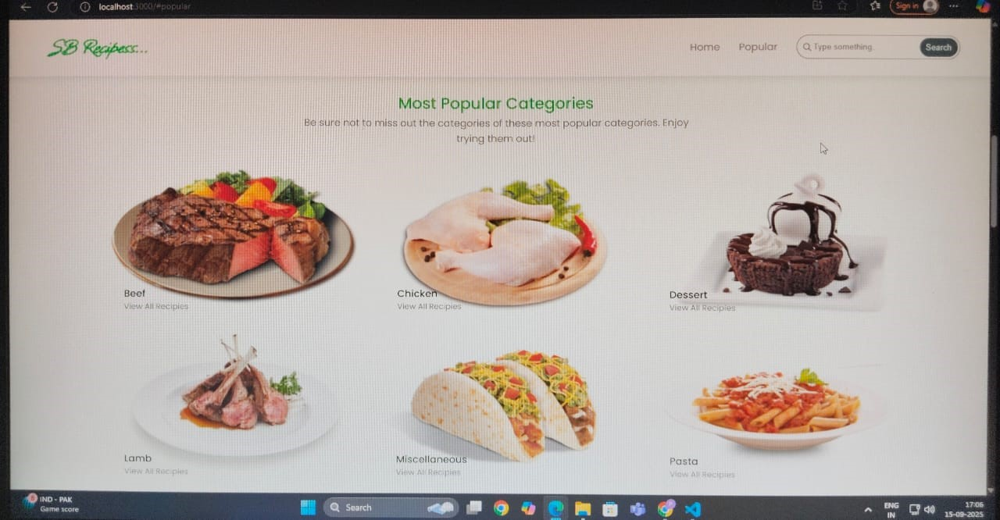 localhost:3000/#popular
Sign in
SB Recipess...
Home Popular Type something. Search
Most Popular Categories
Be sure not to miss out the categories of these most popular categories. Enjoy
trying them out!
Beef
View All Recipies
Chicken
View All Recipies
Dessert
View All Recipies
Lamb
View All Recipies
Miscellaneous
View All Recipies
Pasta
View All Recipies
IND - PAK
Game score
Search
ENG
IN
17:06
15-09-2025